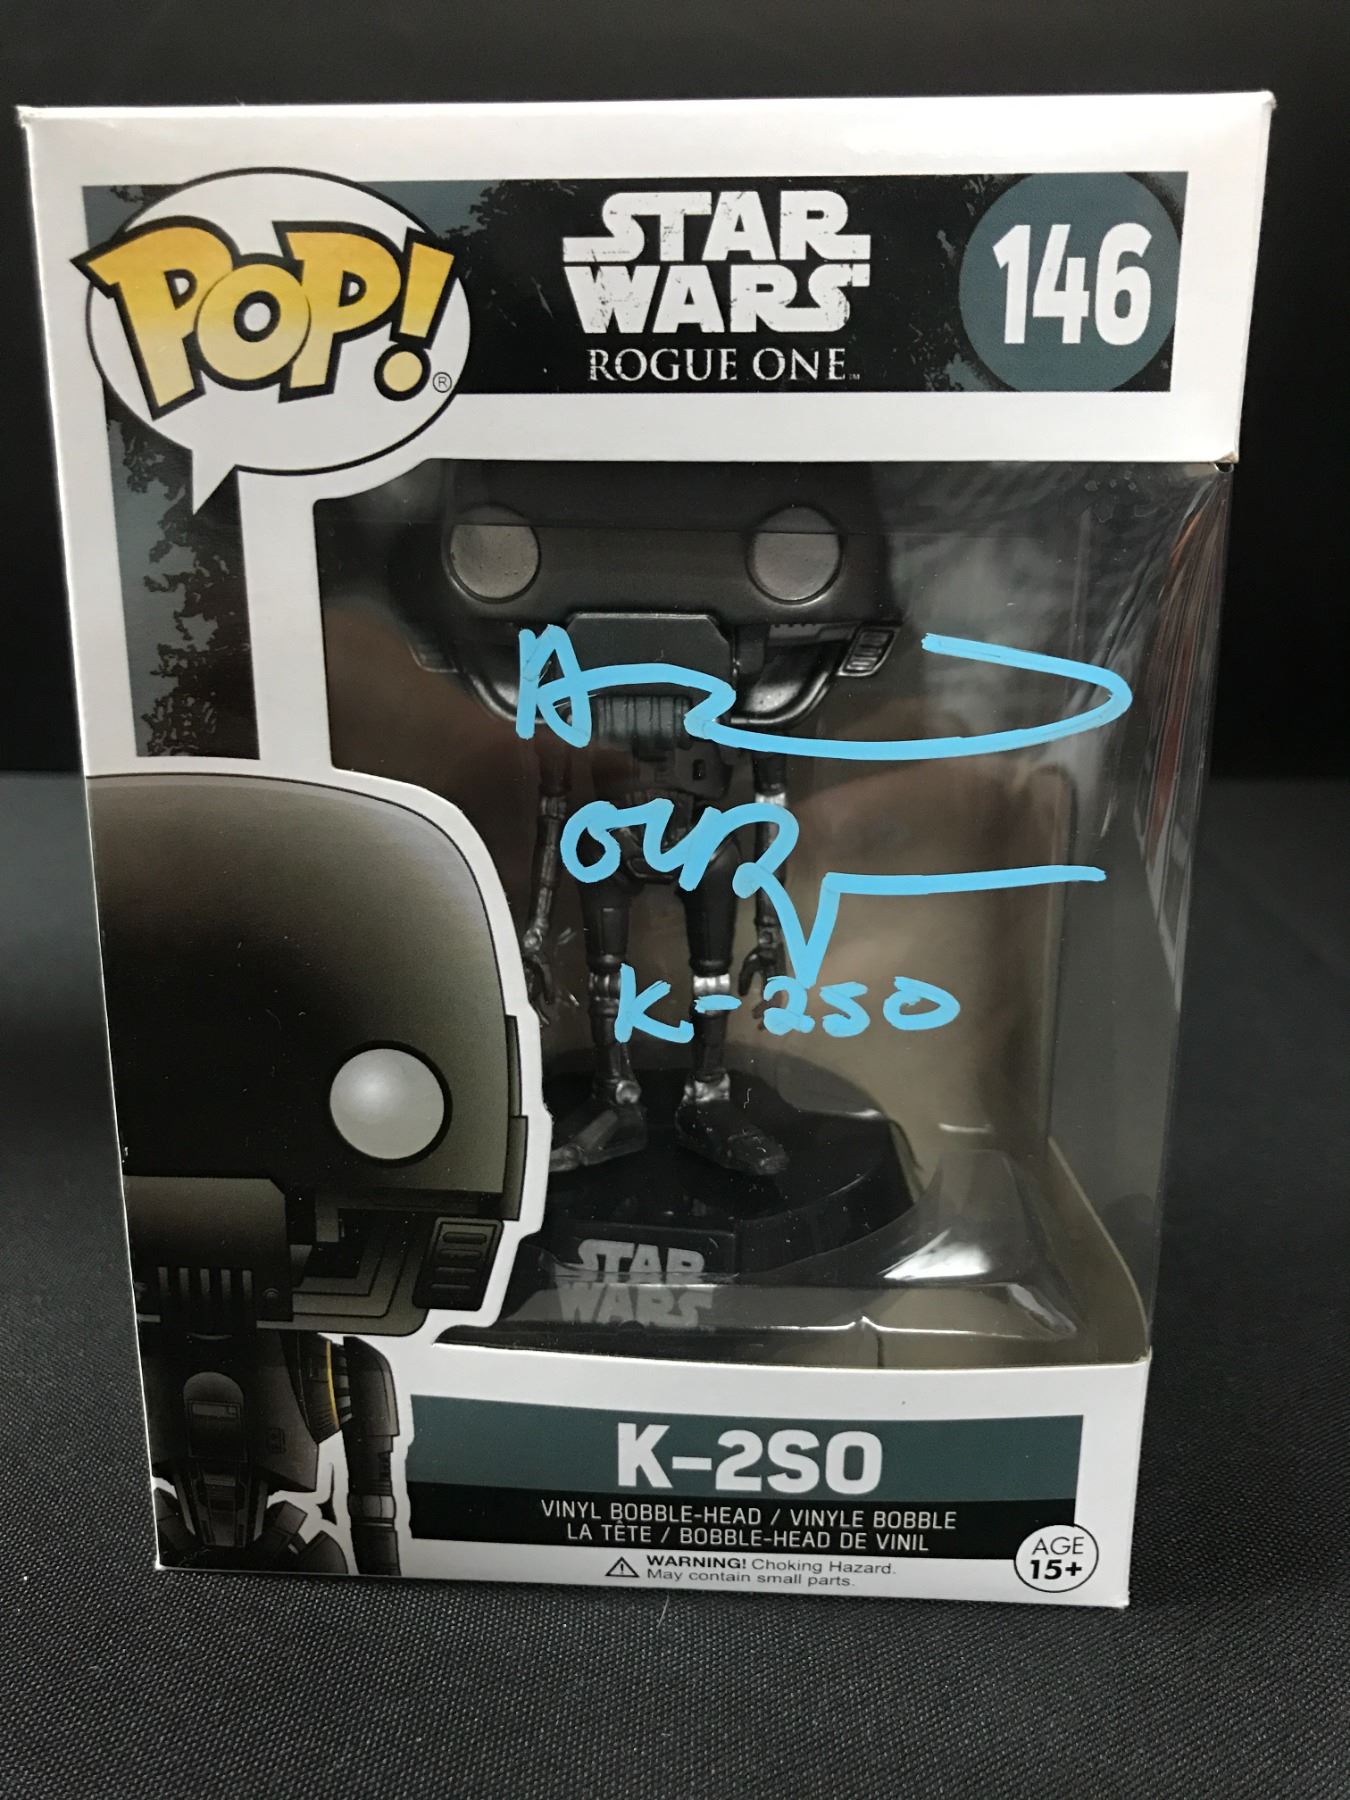 POP!®
STAR
WARS
ROGUE ONE™
146
K-2SO
STAR
WARS
K-2SO
VINYL BOBBLE-HEAD / VINYLE BOBBLE
LA TÊTE / BOBBLE-HEAD DE VINIL
WARNING! Choking Hazard.
May contain small parts.
AGE
15+